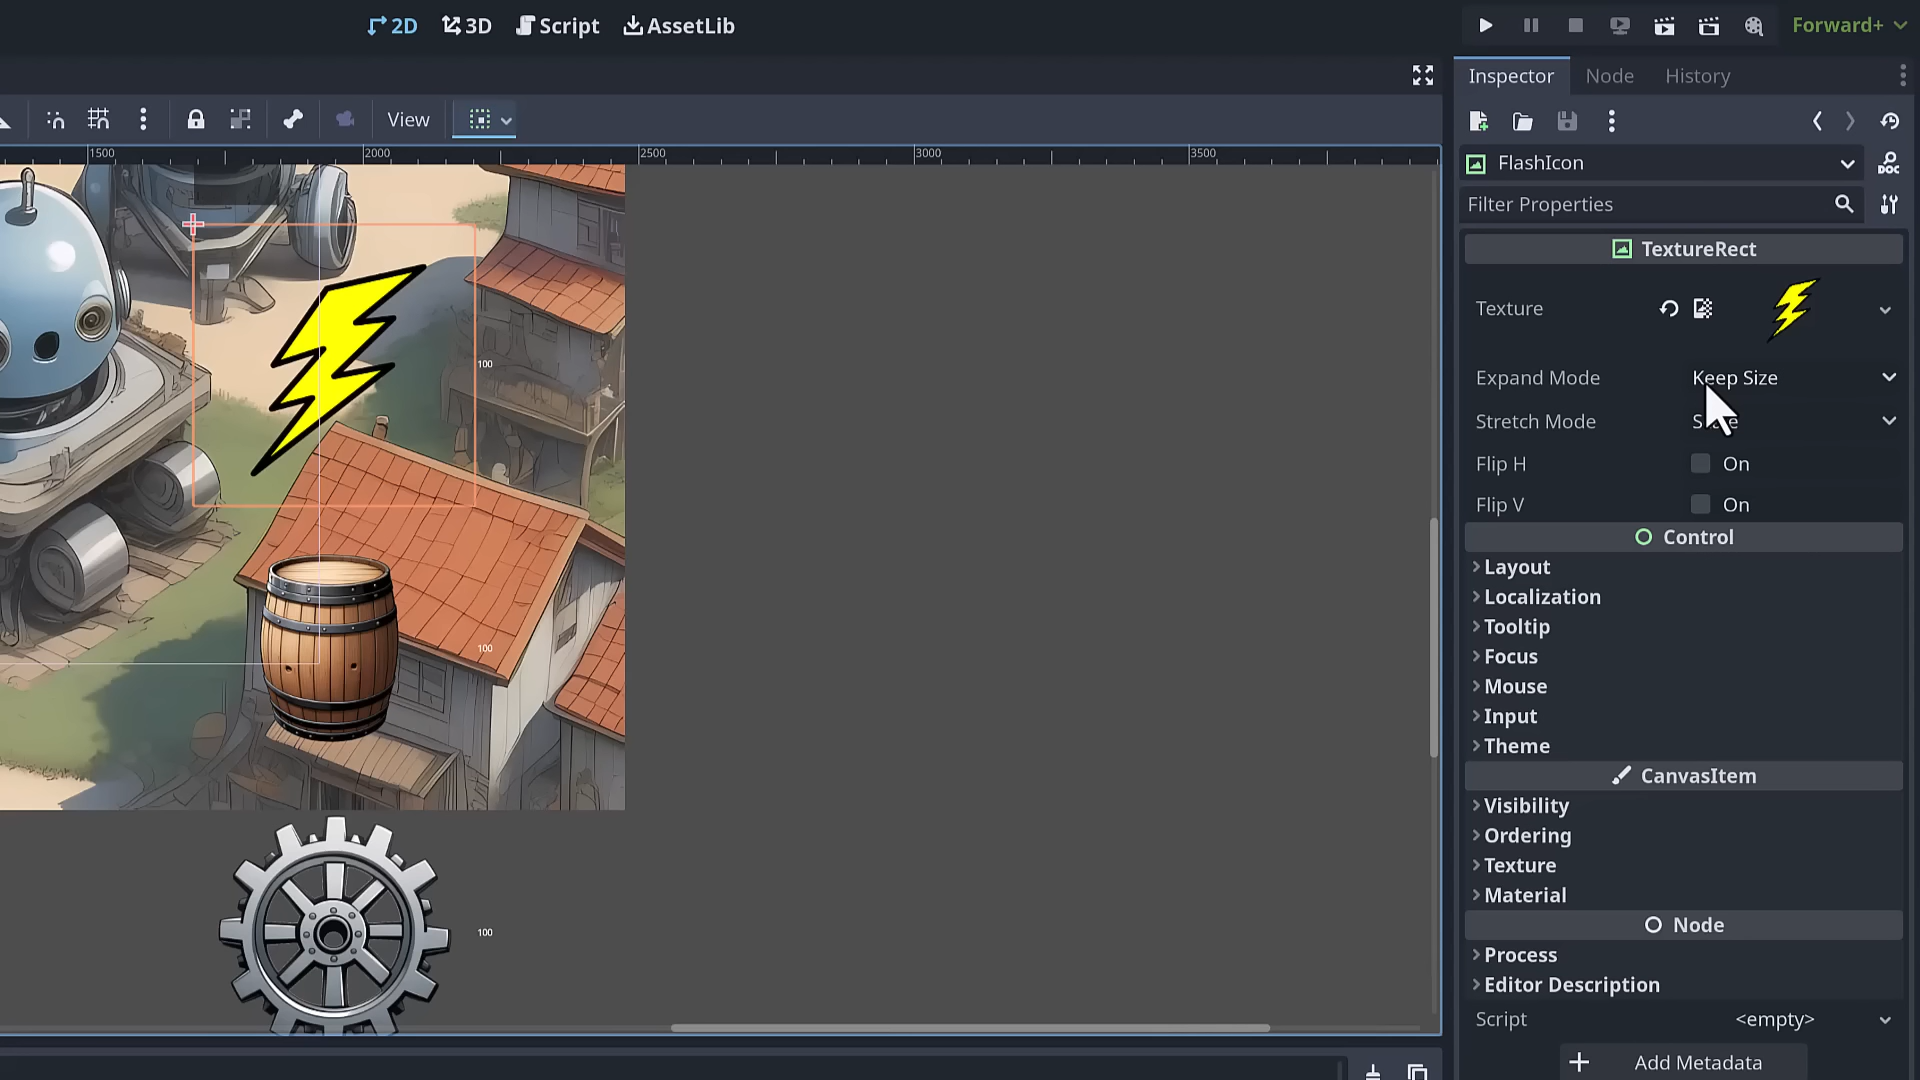 2D 3D Script AssetLib
Forward+
Inspector Node History
View
1500 2000 2500 3000 3500
FlashIcon
DOC
Filter Properties
TextureRect
Texture
Expand Mode Keep Size
100
Stretch Mode
Flip H On
Flip V On
Control
Layout
Localization
Tooltip
Focus
100
Mouse
Input
Theme
CanvasItem
Visibility
Ordering
Texture
Material
Node
100
Process
Editor Description
Script <empty>
Add Metadata